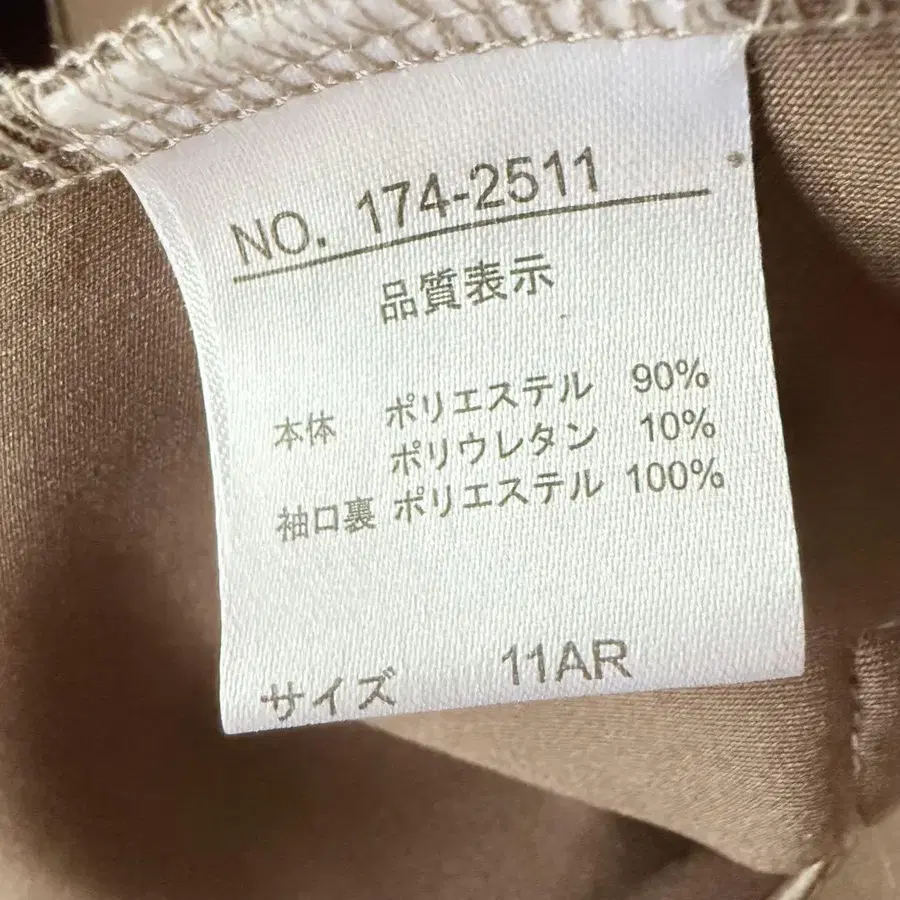 NO. 174-2511
品質表示
本体 ポリエステル 90%
ポリウレタン 10%
袖口裏 ポリエステル 100%
サイズ 11AR